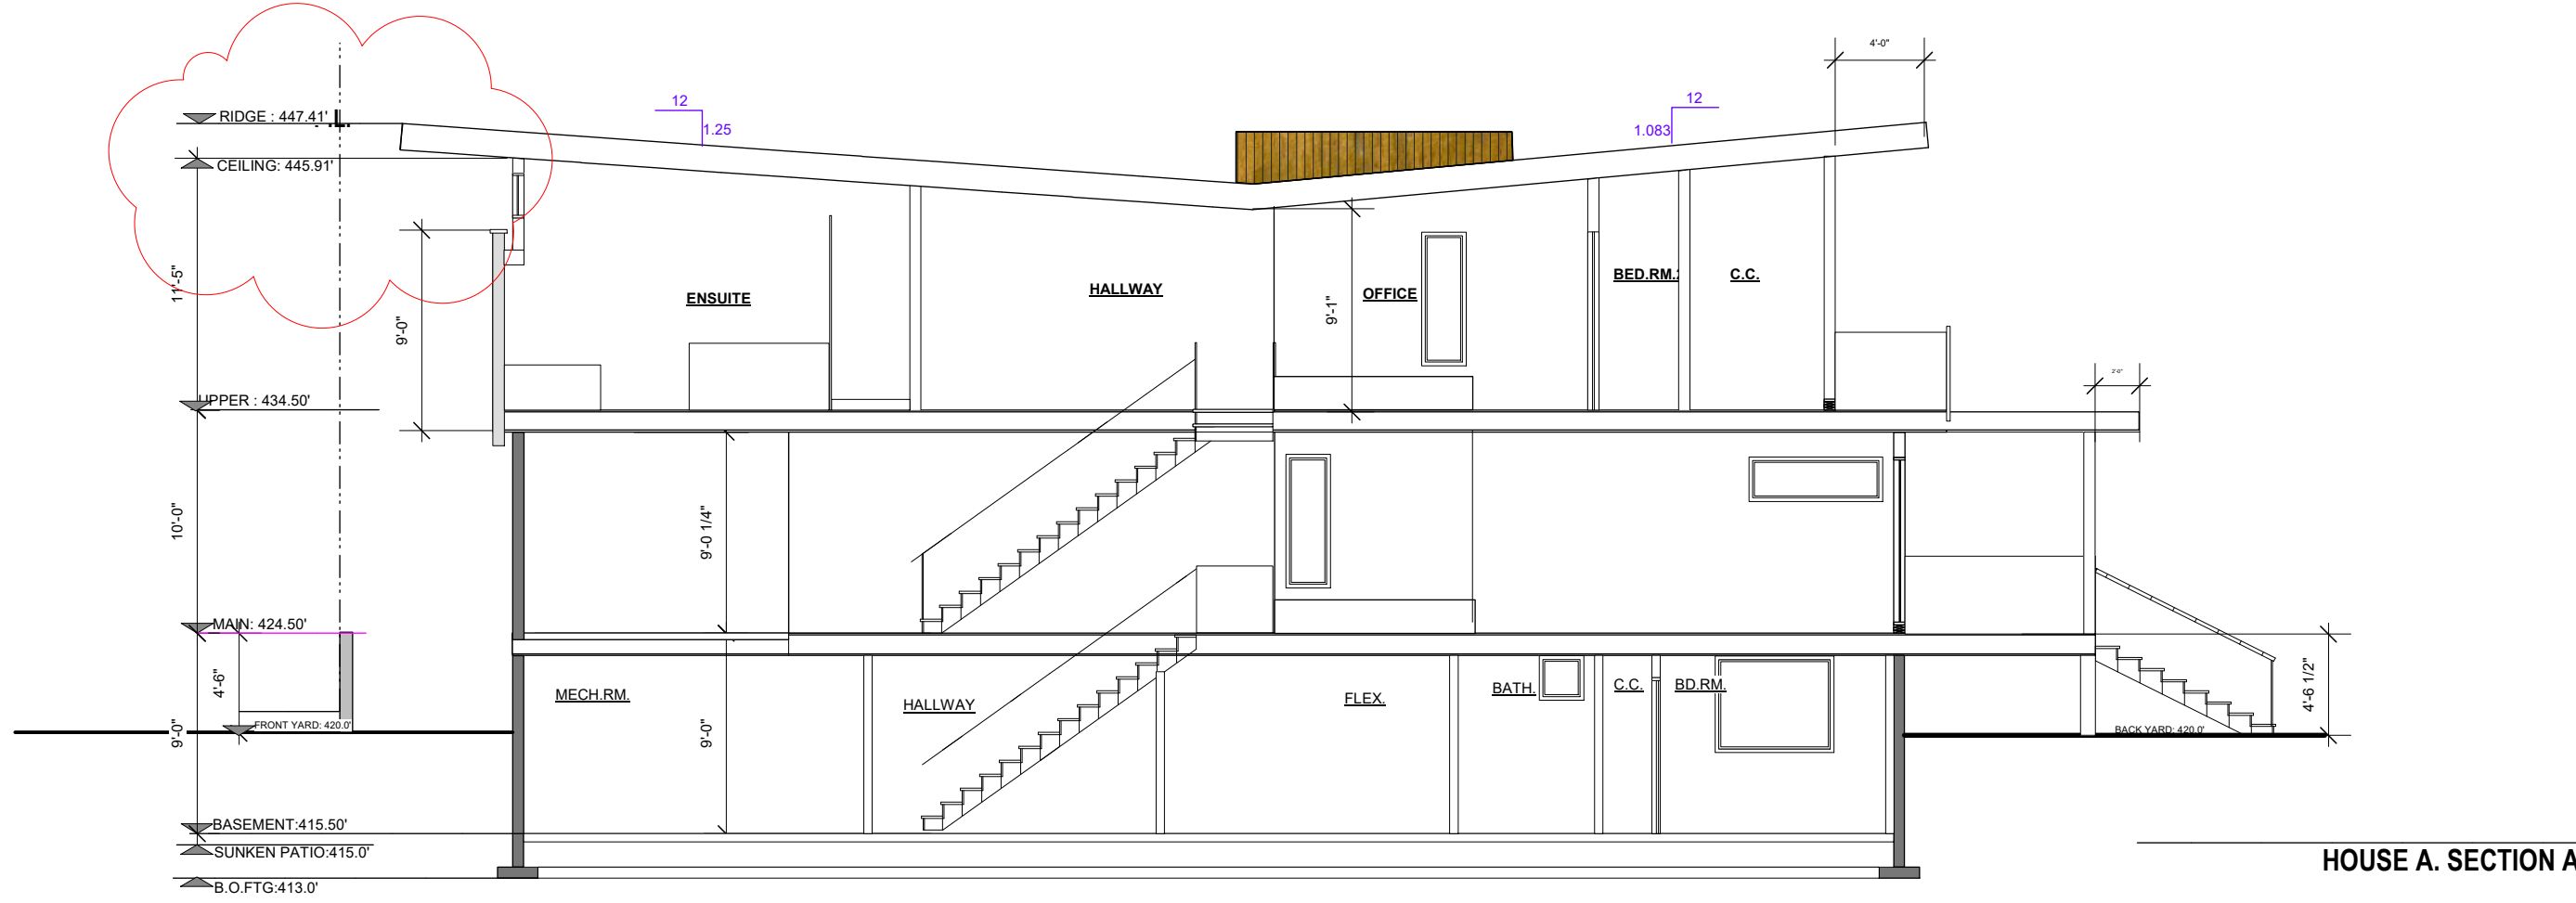 4'-0"
12
1.25
12
1.083
RIDGE : 447.41'
CEILING: 445.91'
11'-5"
9'-0"
ENSUITE
HALLWAY
9'-1"
OFFICE
BED.RM.
C.C.
2'-0"
UPPER : 434.50'
10'-0"
9'-0 1/4"
MAIN: 424.50'
4'-6"
9'-0"
FRONT YARD: 420.0'
MECH.RM.
HALLWAY
9'-0"
FLEX.
BATH.
C.C.
BD.RM.
4'-6 1/2"
BACK YARD: 420.0'
BASEMENT:415.50'
SUNKEN PATIO:415.0'
B.O.FTG:413.0'
HOUSE A. SECTION A